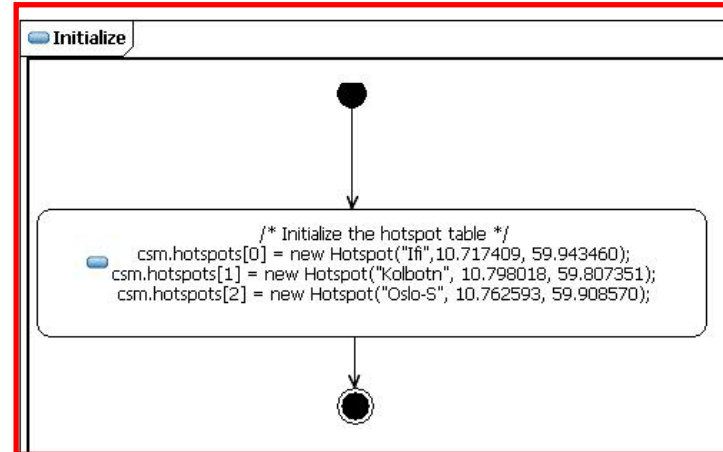 Initialize
/* Initialize the hotspot table */
csm.hotspots[0] = new Hotspot("Ifi",10.717409, 59.943460);
csm.hotspots[1] = new Hotspot("Kolbotn", 10.798018, 59.807351);
csm.hotspots[2] = new Hotspot("Oslo-S", 10.762593, 59.908570);